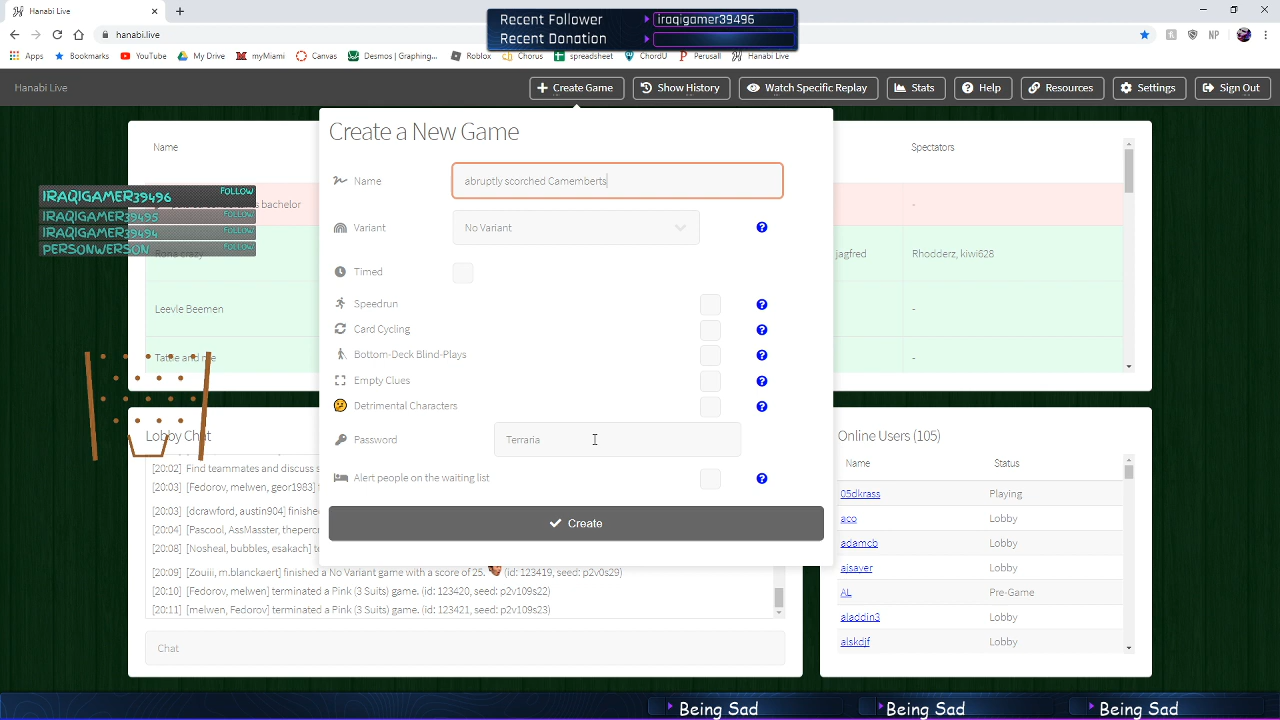 Hanabi Live
Recent Follower iraqigamer39496
Recent Donation
hanabi.live
NP
Apps Bookmarks YouTube Google Drive myMiami Canvas Desmos | Graphing... Roblox Chorus spreadsheet ChordU Perusall Hanabi Live
Hanabi Live
Create Game Show History Watch Specific Replay Stats Help Resources Settings Sign Out
Create a New Game
Name Spectators
Name abruptly scorched Camemberts
IRAQIGAMER39496 FOLLOW
IRAQIGAMER39495 FOLLOW
IRAQIGAMER39494 FOLLOW
PERSONWERSON FOLLOW
bachelor -
Variant No Variant
jagfred Rhodderz, kiwi628
Timed
Speedrun
Leevie Beemen -
Card Cycling
Bottom-Deck Blind-Plays
-
Empty Clues
Detrimental Characters
Password Terraria
Alert people on the waiting list
Create
Lobby Chat
[20:02] Find teammates and discuss s
[20:03] [Fedorov, melwen, geor1983]
[20:03] [dcrawford, austin904] finishe
[20:04] [Pascool, AssMasster, theperc
[20:08] [Nosheal, bubbles, esakach] t
[20:09] [Zouiii, m.blanckaert] finished a No Variant game with a score of 25. (id: 123419, seed: p2v0s29)
[20:10] [Fedorov, melwen] terminated a Pink (3 Suits) game. (id: 123420, seed: p2v109s22)
[20:11] [melwen, Fedorov] terminated a Pink (3 Suits) game. (id: 123421, seed: p2v109s23)
Chat
Online Users (105)
Name Status
05dkrass Playing
aco Lobby
adamcb Lobby
aisaver Lobby
AL Pre-Game
aladdin3 Lobby
alskdjf Lobby
Being Sad Being Sad Being Sad